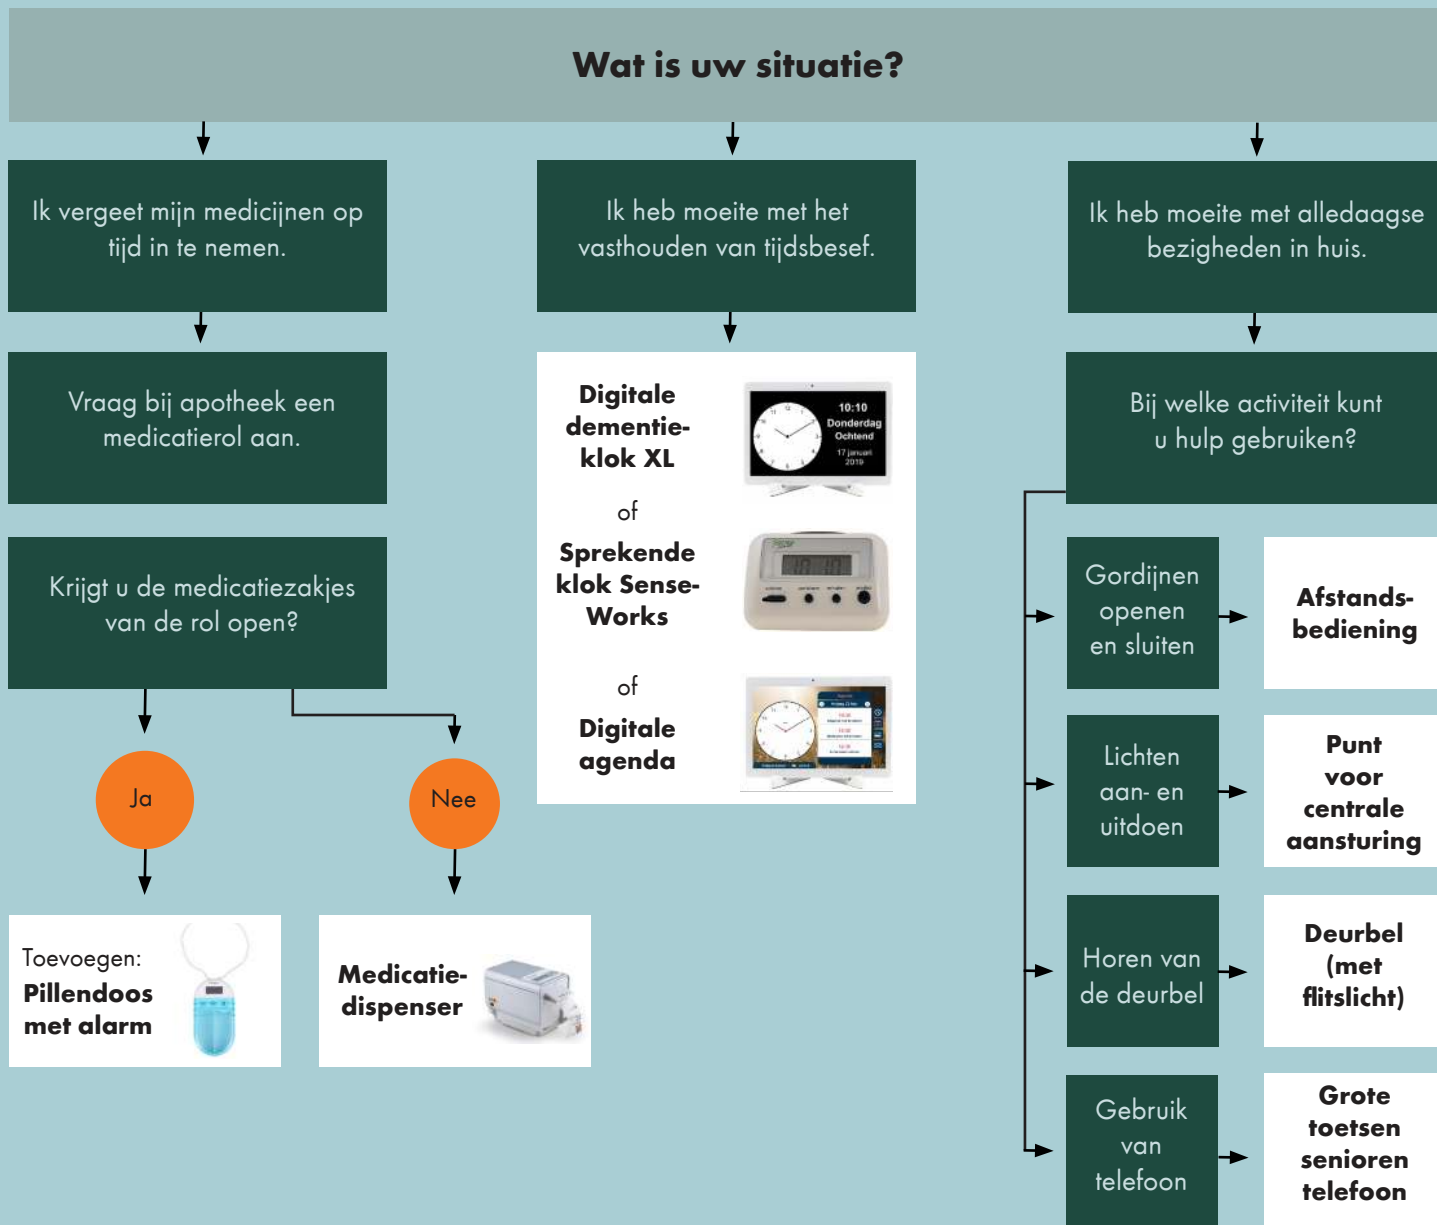 Wat is uw situatie?
Ik vergeet mijn medicijnen op
tijd in te nemen.
Vraag bij apotheek een
medicatierol aan.
Krijgt u de medicatiezakjes
van de rol open?
Ja
Nee
Toevoegen:
Pillendoos
met alarm
Medicatie-
dispenser
Ik heb moeite met het
vasthouden van tijdsbesef.
Digitale
dementie-
klok XL
10:10
Donderdag
Ochtend
17 januari
2019
of
Sprekende
klok Sense-
Works
of
Digitale
agenda
Ik heb moeite met alledaagse
bezigheden in huis.
Bij welke activiteit kunt
u hulp gebruiken?
Gordijnen
openen
en sluiten
Afstands-
bediening
Lichten
aan- en
uitdoen
Punt
voor
centrale
aansturing
Horen van
de deurbel
Deurbel
(met
flitslicht)
Gebruik
van
telefoon
Grote
toetsen
senioren
telefoon